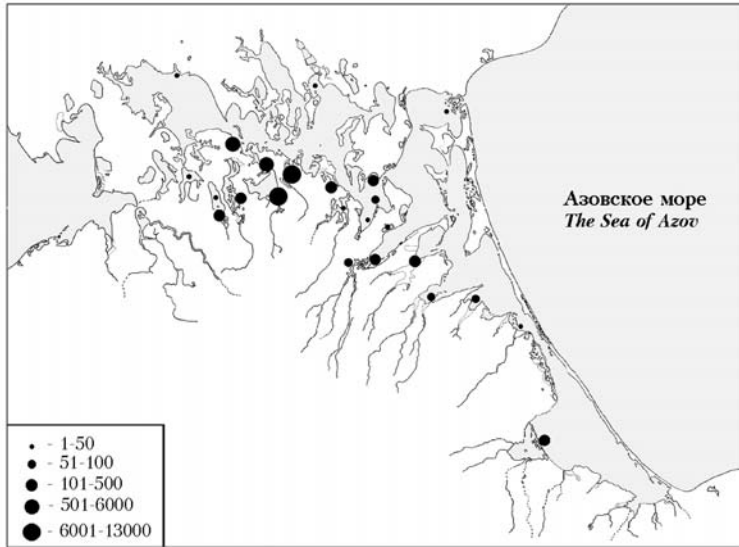 Азовское море
The Sea of Azov
- 1-50
- 51-100
- 101-500
- 501-6000
- 6001-13000